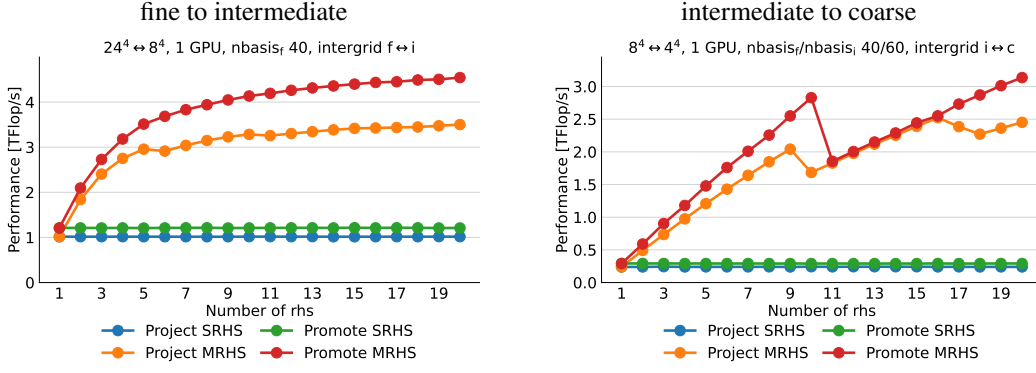 fine to intermediate
24⁴↔8⁴, 1 GPU, nbasis_f 40, intergrid f↔i
Performance [TFlop/s]
4
3
2
1
0
1 3 5 7 9 11 13 15 17 19
Number of rhs
Project SRHS Promote SRHS
Project MRHS Promote MRHS
intermediate to coarse
8⁴↔4⁴, 1 GPU, nbasis_f/nbasis_i 40/60, intergrid i↔c
Performance [TFlop/s]
3.0
2.5
2.0
1.5
1.0
0.5
0.0
1 3 5 7 9 11 13 15 17 19
Number of rhs
Project SRHS Promote SRHS
Project MRHS Promote MRHS